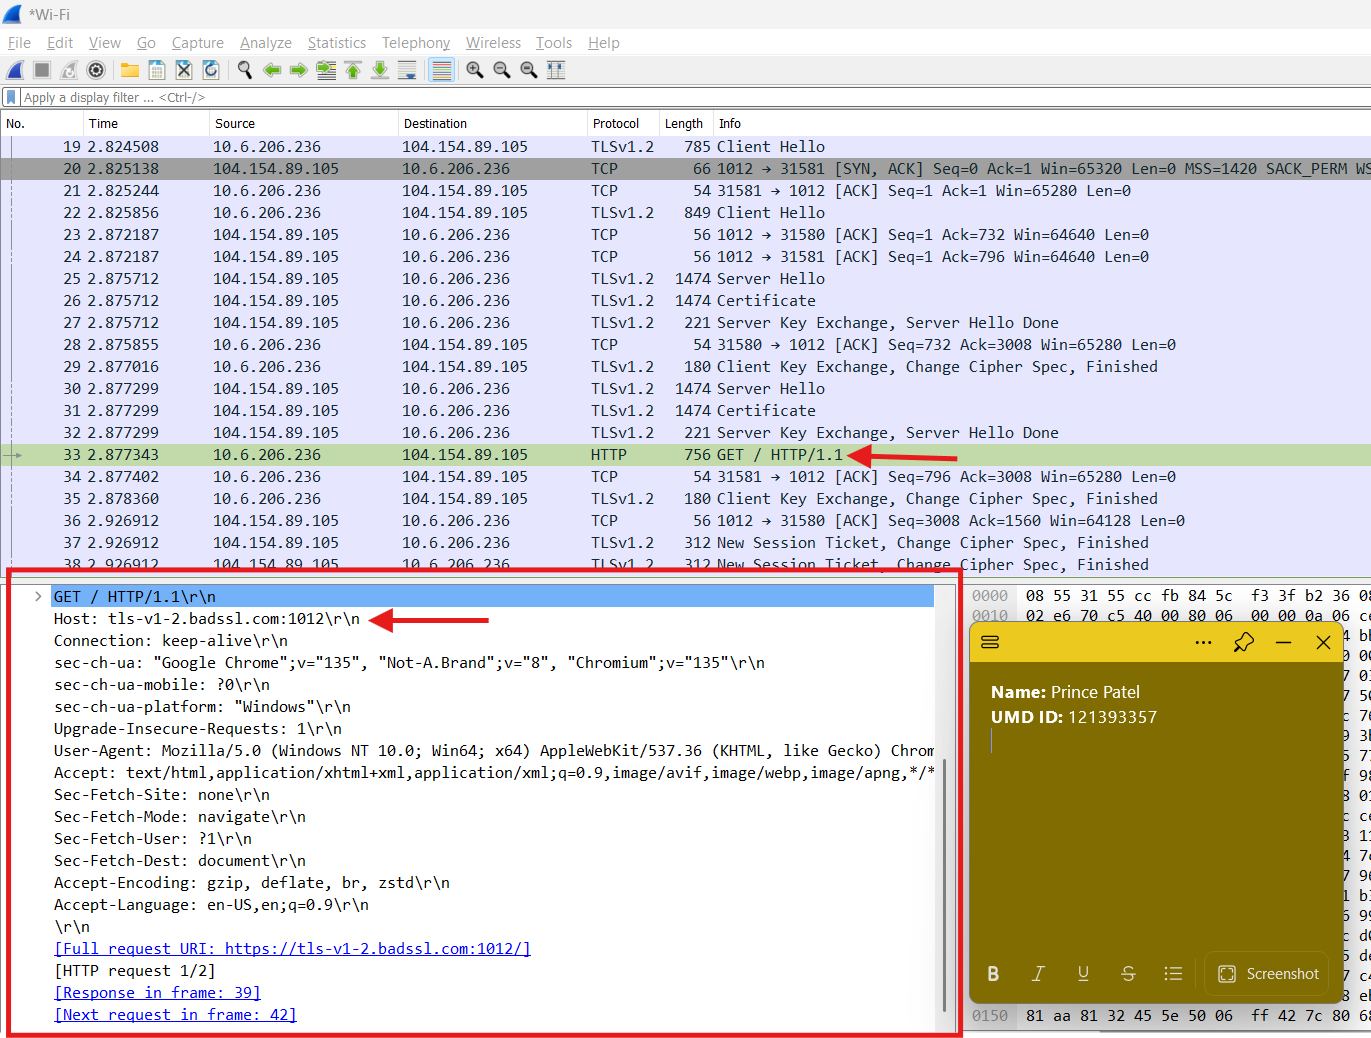 *Wi-Fi
File Edit View Go Capture Analyze Statistics Telephony Wireless Tools Help
Apply a display filter ... <Ctrl-/>
No. Time Source Destination Protocol Length Info
19 2.824508 10.6.206.236 104.154.89.105 TLSv1.2 785 Client Hello
20 2.825138 104.154.89.105 10.6.206.236 TCP 66 1012 → 31581 [SYN, ACK] Seq=0 Ack=1 Win=65320 Len=0 MSS=1420 SACK_PERM WS
21 2.825244 10.6.206.236 104.154.89.105 TCP 54 31581 → 1012 [ACK] Seq=1 Ack=1 Win=65280 Len=0
22 2.825856 10.6.206.236 104.154.89.105 TLSv1.2 849 Client Hello
23 2.872187 104.154.89.105 10.6.206.236 TCP 56 1012 → 31580 [ACK] Seq=1 Ack=732 Win=64640 Len=0
24 2.872187 104.154.89.105 10.6.206.236 TCP 56 1012 → 31581 [ACK] Seq=1 Ack=796 Win=64640 Len=0
25 2.875712 104.154.89.105 10.6.206.236 TLSv1.2 1474 Server Hello
26 2.875712 104.154.89.105 10.6.206.236 TLSv1.2 1474 Certificate
27 2.875712 104.154.89.105 10.6.206.236 TLSv1.2 221 Server Key Exchange, Server Hello Done
28 2.875855 10.6.206.236 104.154.89.105 TCP 54 31580 → 1012 [ACK] Seq=732 Ack=3008 Win=65280 Len=0
29 2.877016 10.6.206.236 104.154.89.105 TLSv1.2 180 Client Key Exchange, Change Cipher Spec, Finished
30 2.877299 104.154.89.105 10.6.206.236 TLSv1.2 1474 Server Hello
31 2.877299 104.154.89.105 10.6.206.236 TLSv1.2 1474 Certificate
32 2.877299 104.154.89.105 10.6.206.236 TLSv1.2 221 Server Key Exchange, Server Hello Done
33 2.877343 10.6.206.236 104.154.89.105 HTTP 756 GET / HTTP/1.1
34 2.877402 10.6.206.236 104.154.89.105 TCP 54 31581 → 1012 [ACK] Seq=796 Ack=3008 Win=65280 Len=0
35 2.878360 10.6.206.236 104.154.89.105 TLSv1.2 180 Client Key Exchange, Change Cipher Spec, Finished
36 2.926912 104.154.89.105 10.6.206.236 TCP 56 1012 → 31580 [ACK] Seq=3008 Ack=1560 Win=64128 Len=0
37 2.926912 104.154.89.105 10.6.206.236 TLSv1.2 312 New Session Ticket, Change Cipher Spec, Finished
38 2.926912 104.154.89.105 10.6.206.236 TLSv1.2 312 New Session Ticket, Change Cipher Spec, Finished
GET / HTTP/1.1\r\n
Host: tls-v1-2.badssl.com:1012\r\n
Connection: keep-alive\r\n
sec-ch-ua: "Google Chrome";v="135", "Not-A.Brand";v="8", "Chromium";v="135"\r\n
sec-ch-ua-mobile: ?0\r\n
sec-ch-ua-platform: "Windows"\r\n
Upgrade-Insecure-Requests: 1\r\n
User-Agent: Mozilla/5.0 (Windows NT 10.0; Win64; x64) AppleWebKit/537.36 (KHTML, like Gecko) Chrom
Accept: text/html,application/xhtml+xml,application/xml;q=0.9,image/avif,image/webp,image/apng,*/*
Sec-Fetch-Site: none\r\n
Sec-Fetch-Mode: navigate\r\n
Sec-Fetch-User: ?1\r\n
Sec-Fetch-Dest: document\r\n
Accept-Encoding: gzip, deflate, br, zstd\r\n
Accept-Language: en-US,en;q=0.9\r\n
\r\n
[Full request URI: https://tls-v1-2.badssl.com:1012/]
[HTTP request 1/2]
[Response in frame: 39]
[Next request in frame: 42]
0000 08 55 31 55 cc fb 84 5c f3 3f b2 36 08
0010 02 e6 70 c5 40 00 80 06 00 00 0a 06 ce
Name: Prince Patel
UMD ID: 121393357
B I U S Screenshot
0150 81 aa 81 32 45 5e 50 06 ff 42 7c 80 68